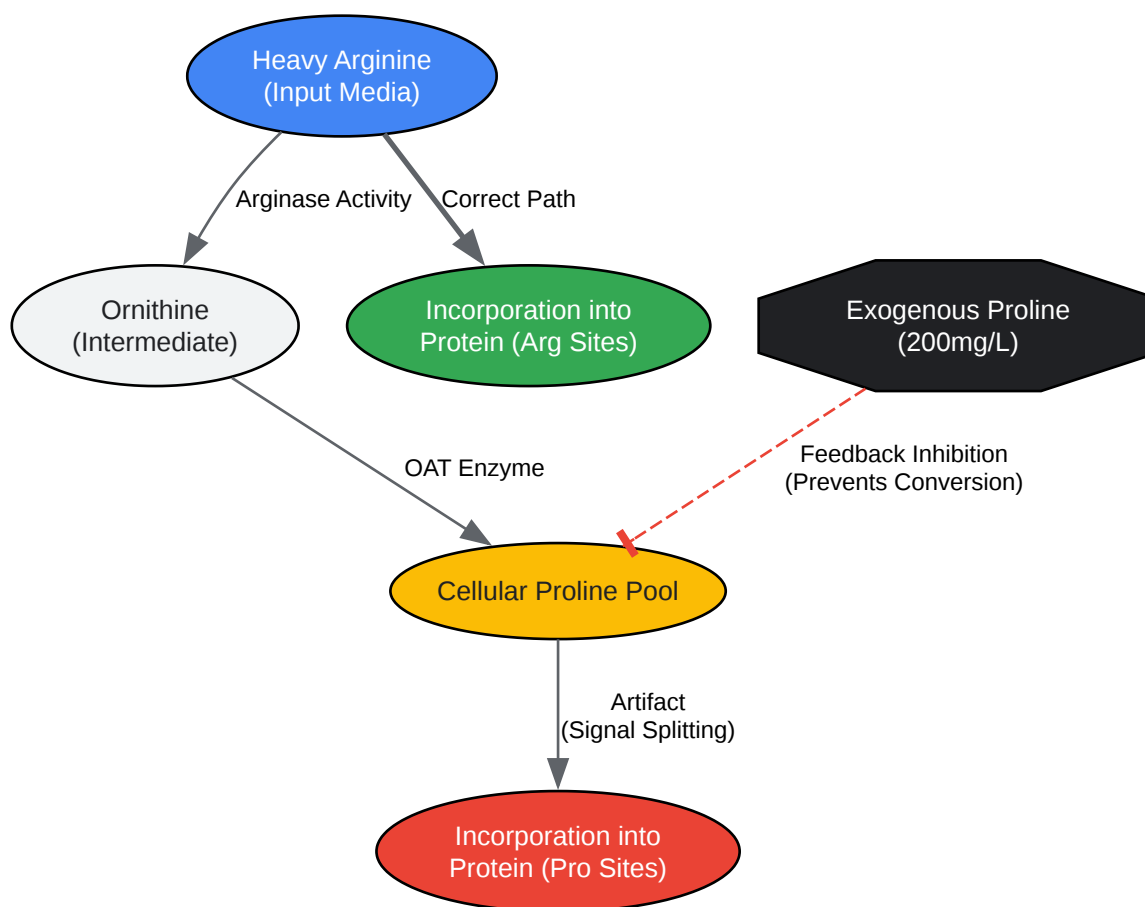 Heavy Arginine
(Input Media)
Arginase Activity
Correct Path
Ornithine
(Intermediate)
Incorporation into
Protein (Arg Sites)
Exogenous Proline
(200mg/L)
OAT Enzyme
Feedback Inhibition
(Prevents Conversion)
Cellular Proline Pool
Artifact
(Signal Splitting)
Incorporation into
Protein (Pro Sites)